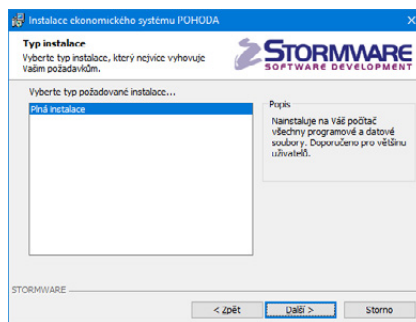 Instalace ekonomického systému POHODA
Typ instalace
Vyberte typ instalace, který nejvíce vyhovuje
Vašim požadavkům.
STORMWARE
SOFTWARE DEVELOPMENT
Vyberte typ požadované instalace...
Plná instalace
Popis
Nainstaluje na Váš počítač
všechny programové a datové
soubory. Doporučeno pro většinu
uživatelů.
STORMWARE
< Zpět
Další >
Storno